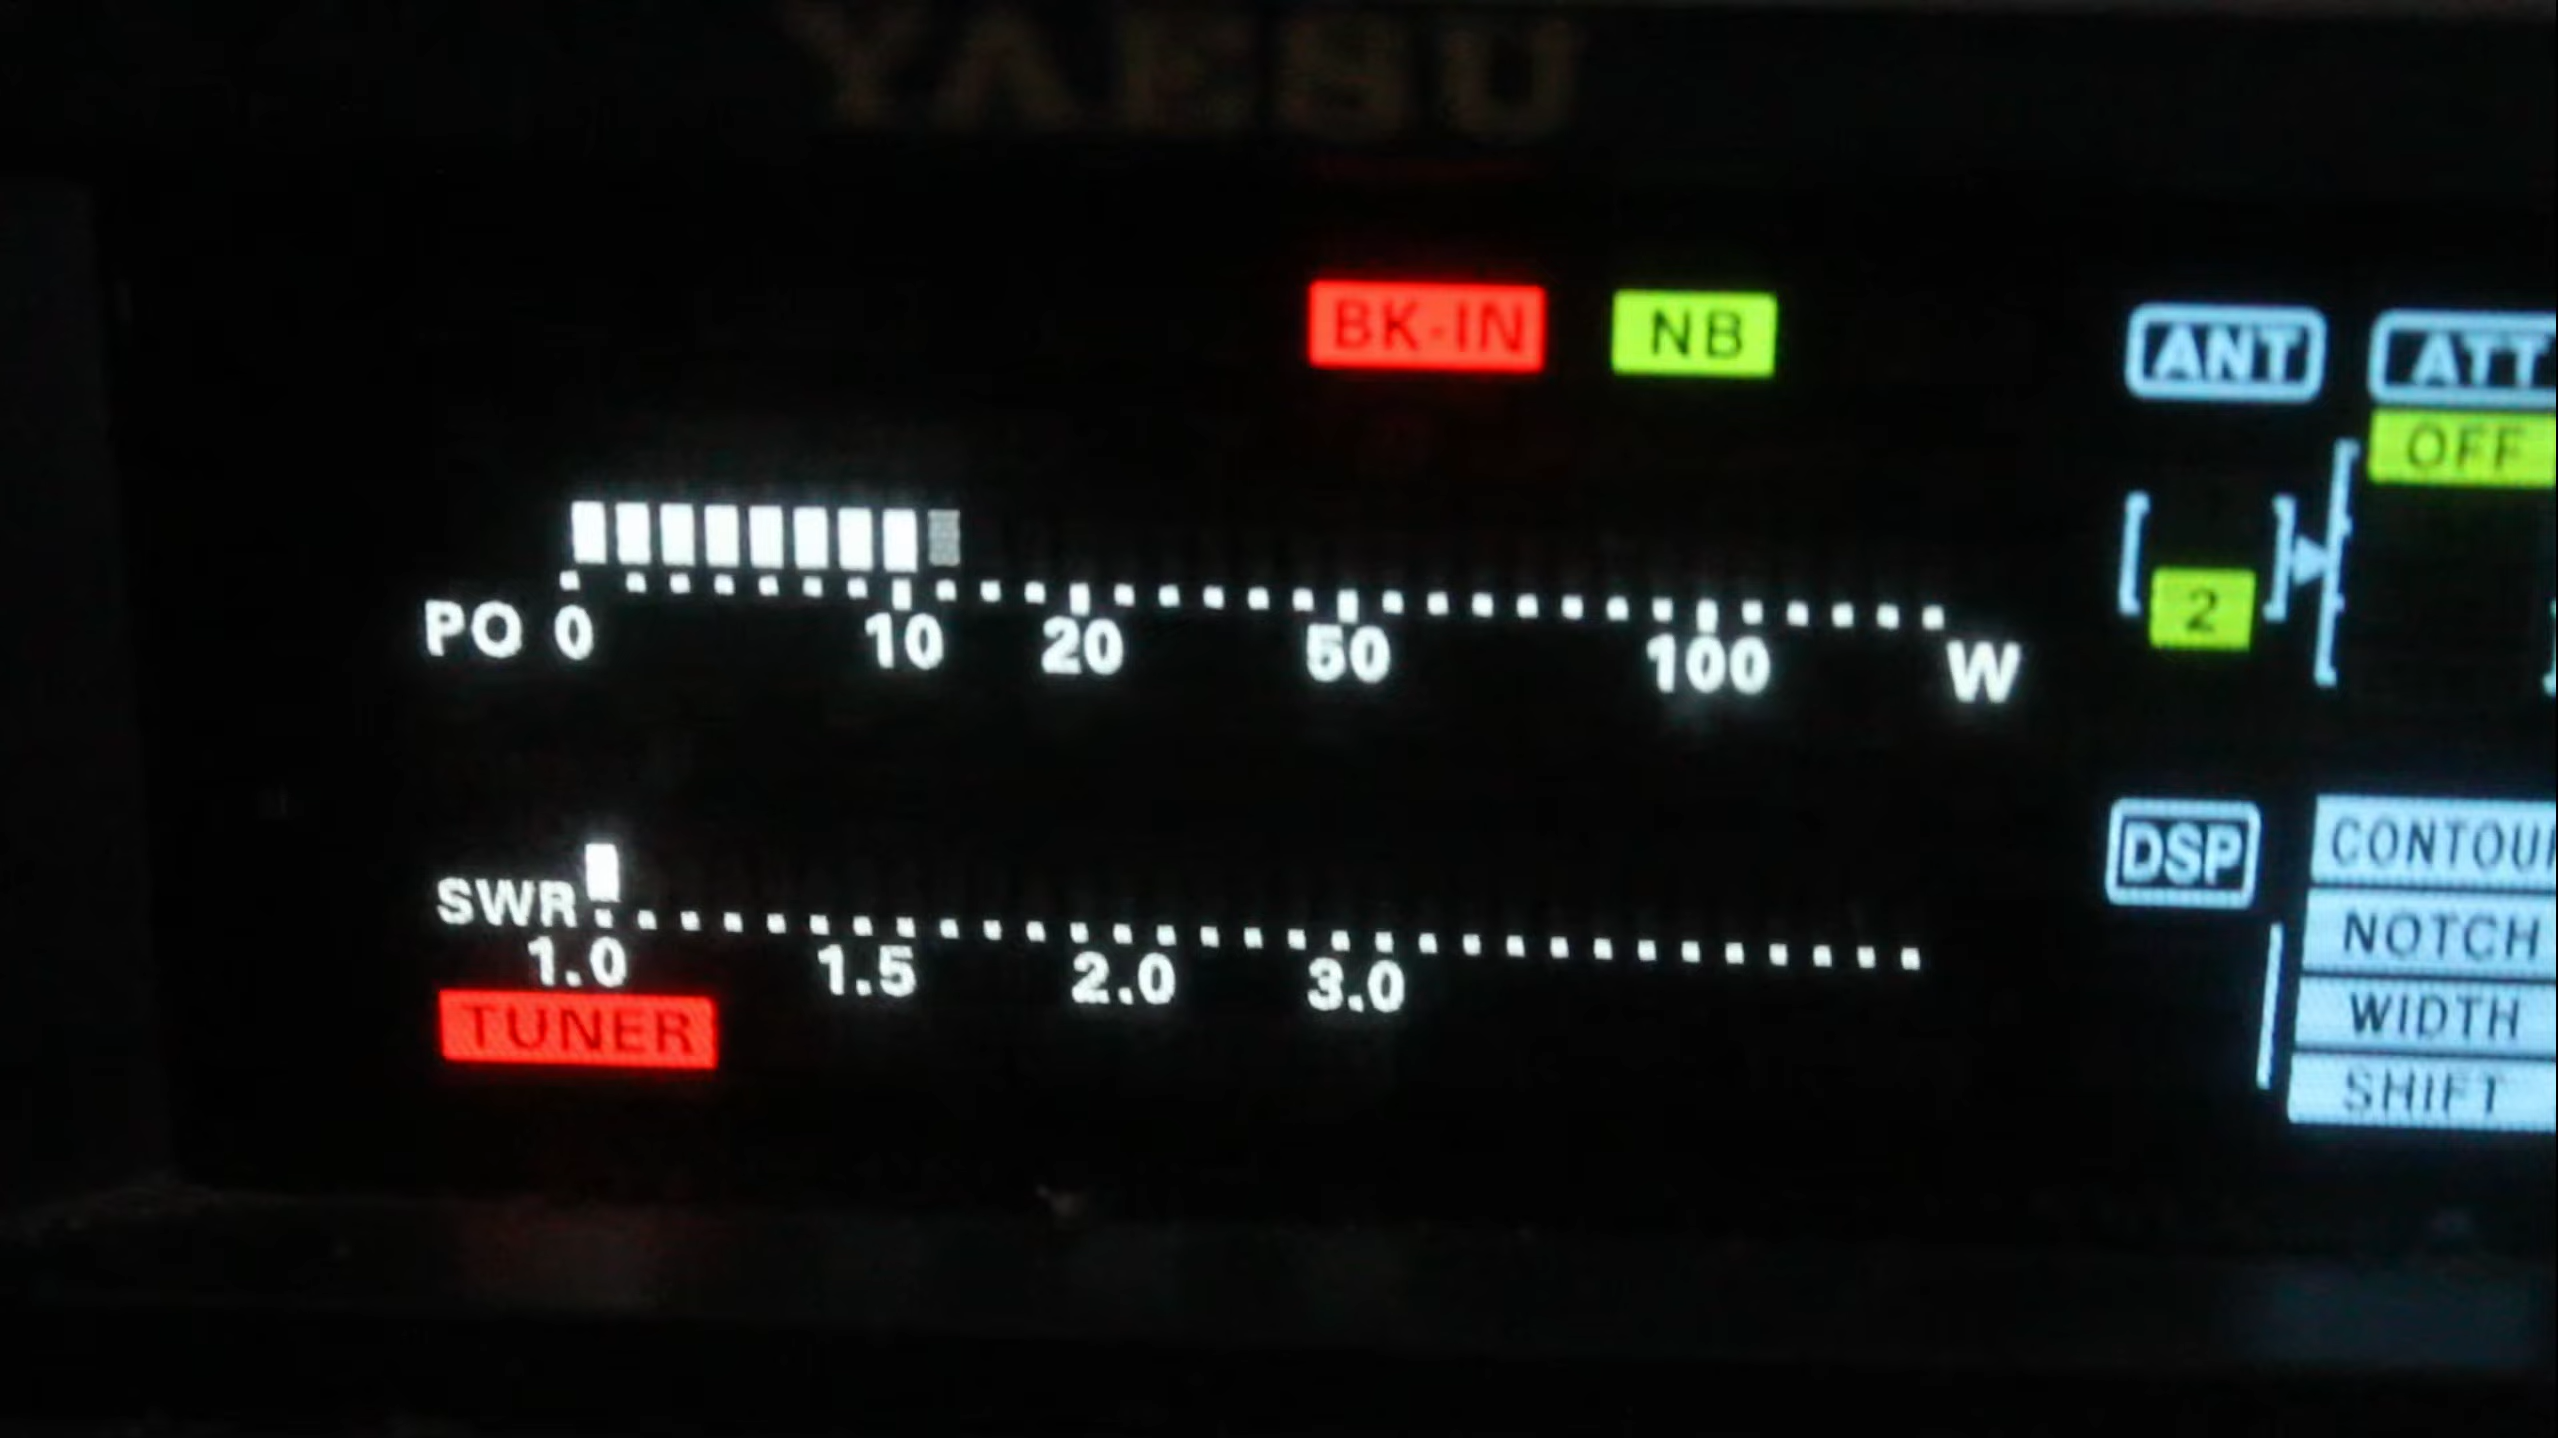 YAESU
BK-IN NB
ANT ATT
OFF
2
PO 0 10 20 50 100 W
SWR
1.0 1.5 2.0 3.0
TUNER
DSP
CONTOU
NOTCH
WIDTH
SHIFT